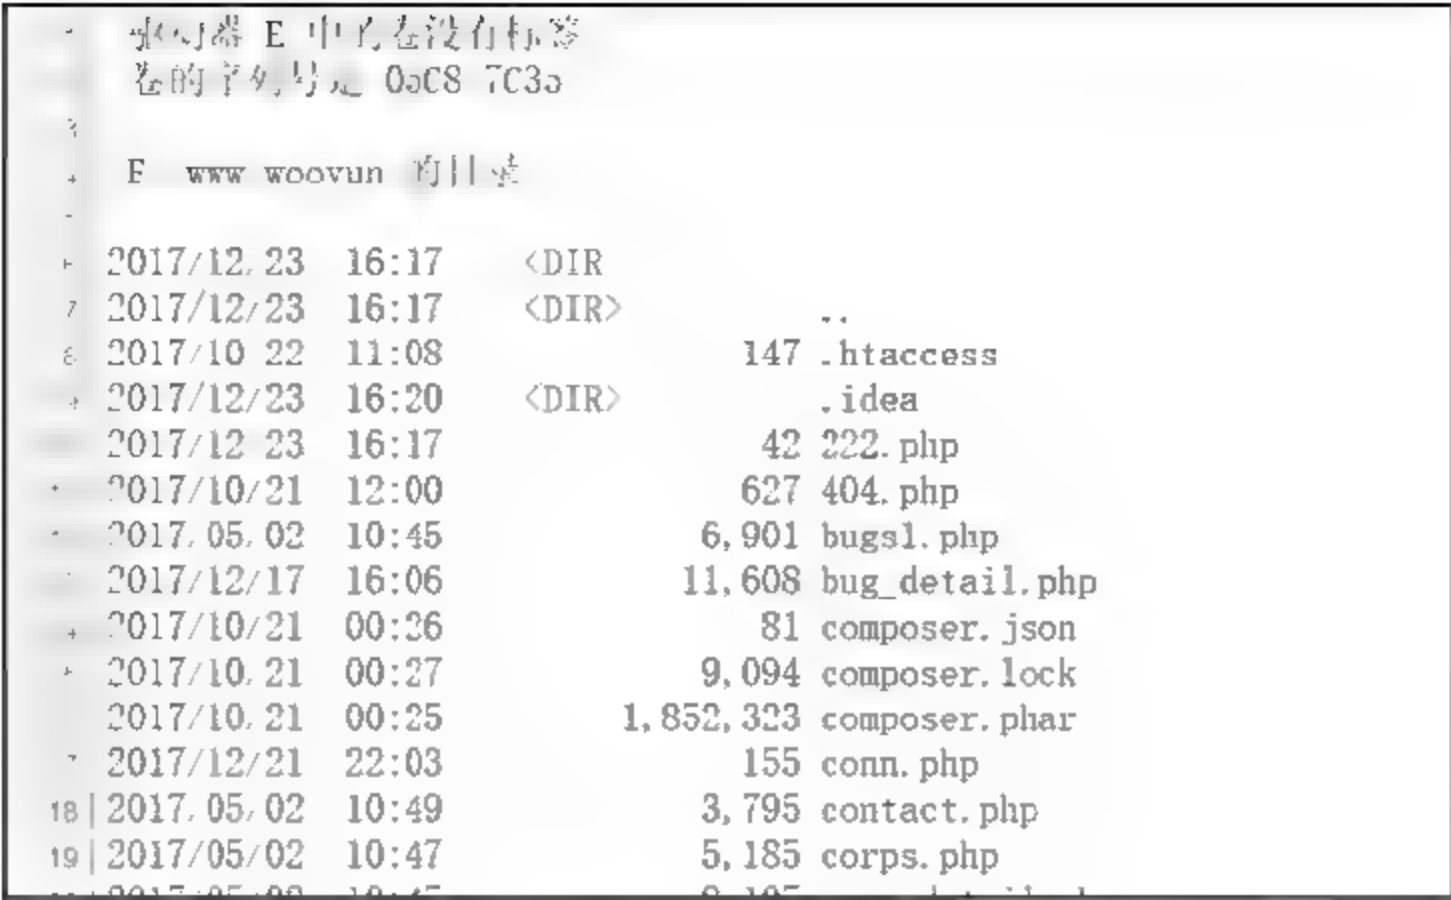 驱动器 E 中的卷没有标签
卷的序列号是
E www woovun 的目录
2017/12/23 16:17 <DIR
7 2017/12/23 16:17 <DIR> ..
2017/10 22 11:08 147 .htaccess
2017/12/23 16:20 <DIR> .idea
2017/12/23 16:17 42 222.php
2017/10/21 12:00 627 404.php
2017/05/02 10:45 6,901 bugsl.php
2017/12/17 16:06 11,608 bug_detail.php
2017/10/21 00:26 81 composer.json
2017/10/21 00:27 9,094 composer.lock
2017/10/21 00:25 1,852,323 composer.phar
2017/12/21 22:03 155 conn.php
18 2017/05/02 10:49 3,795 contact.php
19 2017/05/02 10:47 5,185 corps.php